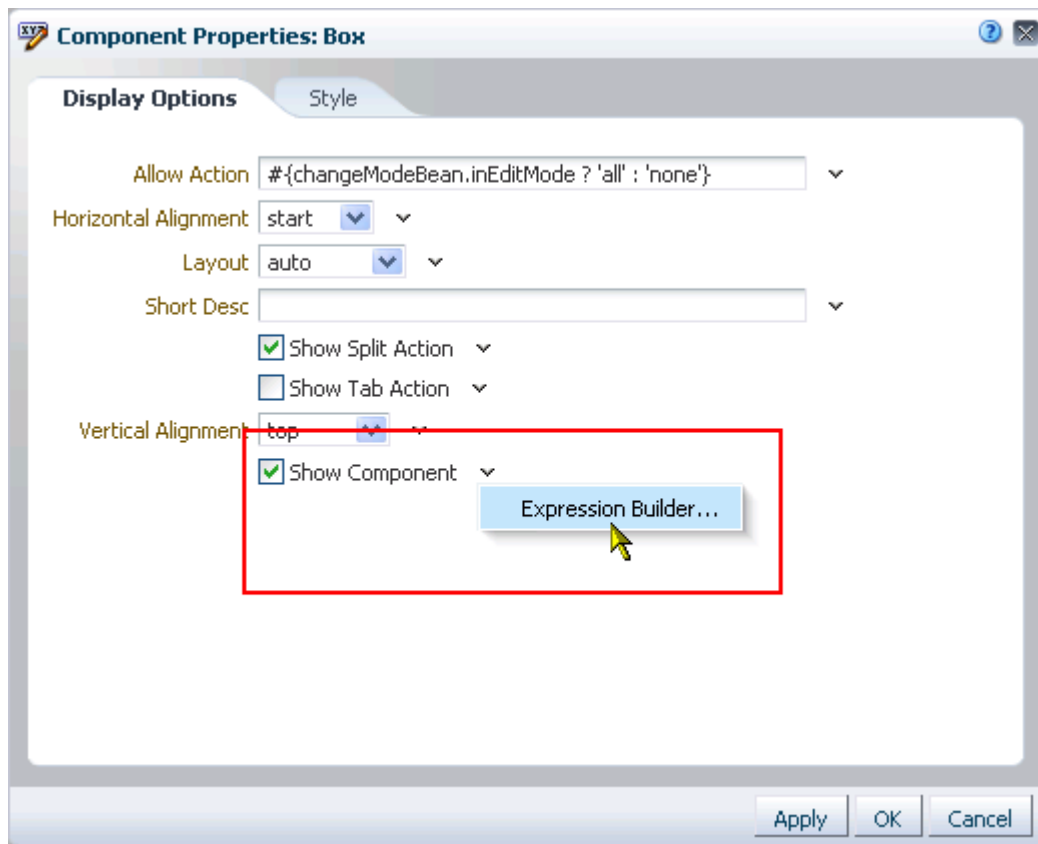 Component Properties: Box
Display Options
Style
Allow Action #{changeModeBean.inEditMode ? 'all' : 'none'}
Horizontal Alignment start
Layout auto
Short Desc
Show Split Action
Show Tab Action
Vertical Alignment top
Show Component
Expression Builder...
Apply OK Cancel